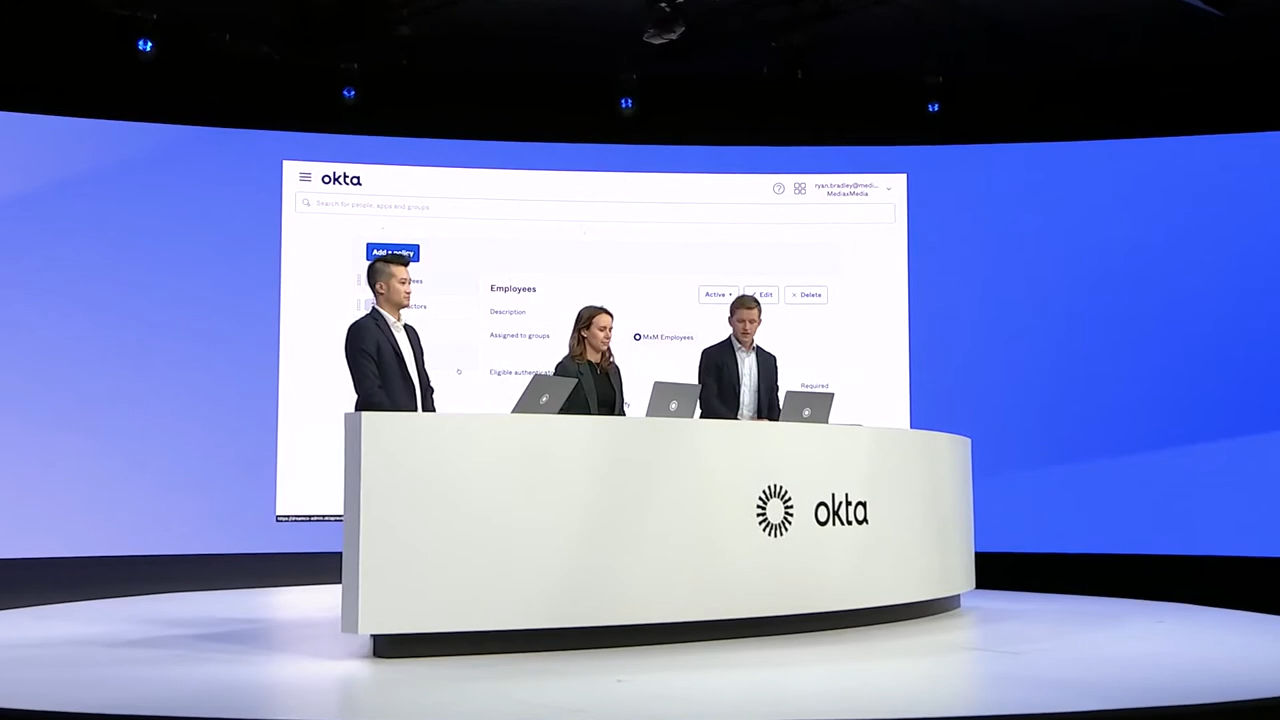 okta
ryan.bradley@medi...
MediaxMedia
Search for people, apps and groups
Add a policy
Employees
Active
Edit
Delete
Description
Assigned to groups
MxM Employees
Eligible
Required
okta